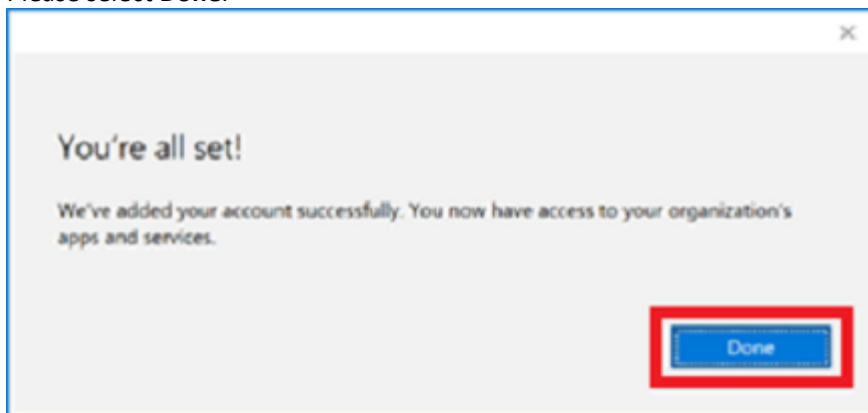 You're all set!
We've added your account successfully. You now have access to your organization's
apps and services.
Done